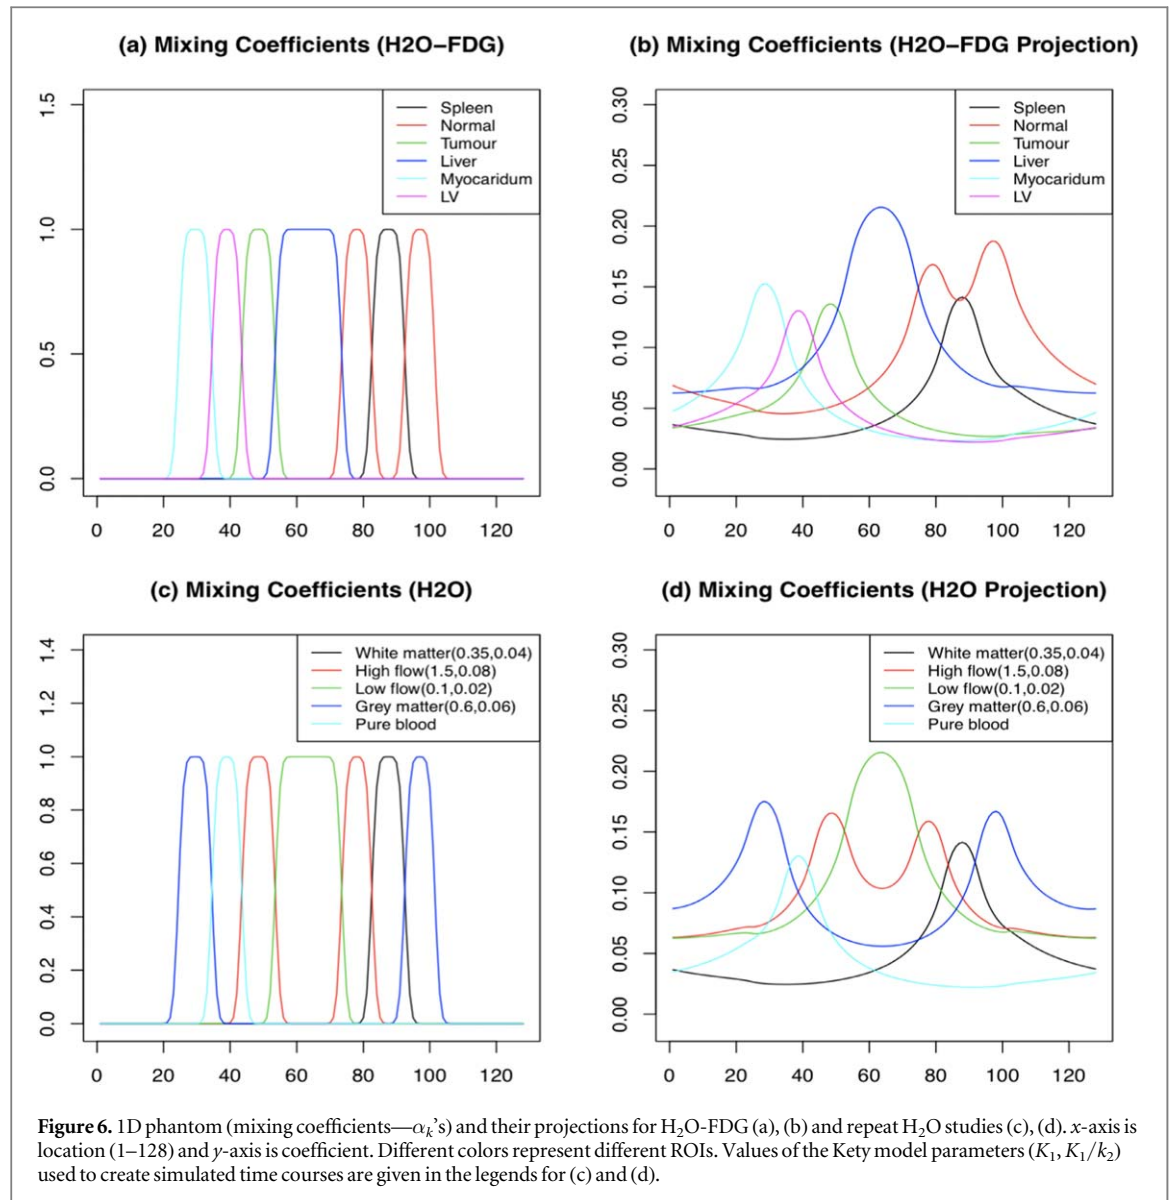 (a) Mixing Coefficients (H2O–FDG)
1.5
1.0
0.5
0.0
Spleen
Normal
Tumour
Liver
Myocaridum
LV
0 20 40 60 80 100 120
(b) Mixing Coefficients (H2O–FDG Projection)
0.30
0.25
0.20
0.15
0.10
0.05
0.00
Spleen
Normal
Tumour
Liver
Myocaridum
LV
0 20 40 60 80 100 120
(c) Mixing Coefficients (H2O)
1.4
1.2
1.0
0.8
0.6
0.4
0.2
0.0
White matter(0.35,0.04)
High flow(1.5,0.08)
Low flow(0.1,0.02)
Grey matter(0.6,0.06)
Pure blood
0 20 40 60 80 100 120
(d) Mixing Coefficients (H2O Projection)
0.30
0.25
0.20
0.15
0.10
0.05
0.00
White matter(0.35,0.04)
High flow(1.5,0.08)
Low flow(0.1,0.02)
Grey matter(0.6,0.06)
Pure blood
0 20 40 60 80 100 120
Figure 6. 1D phantom (mixing coefficients—αₖ's) and their projections for H₂O-FDG (a), (b) and repeat H₂O studies (c), (d). x-axis is
location (1–128) and y-axis is coefficient. Different colors represent different ROIs. Values of the Kety model parameters (K₁, K₁/k₂)
used to create simulated time courses are given in the legends for (c) and (d).